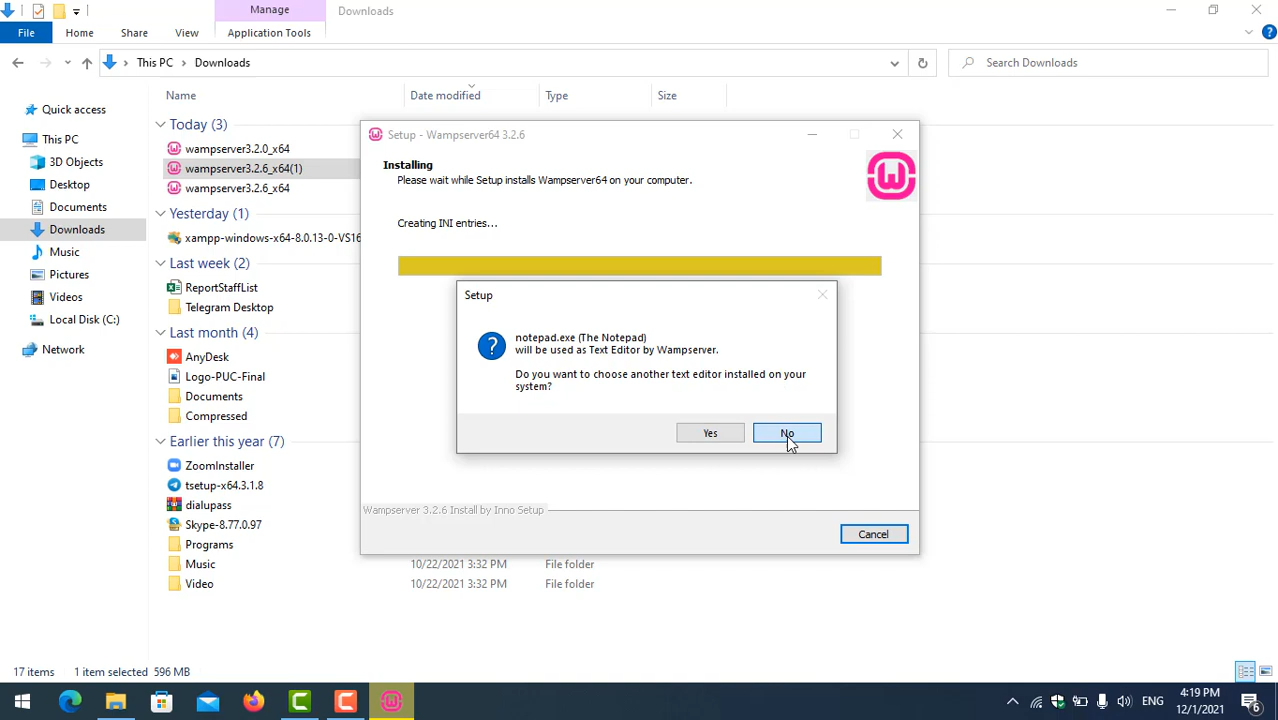 Manage
Downloads
File
Home
Share
View
Application Tools
This PC
Downloads
Search Downloads
Name
Date modified
Type
Size
Quick access
This PC
3D Objects
Desktop
Documents
Downloads
Music
Pictures
Videos
Local Disk (C:)
Network
Today (3)
wampserver3.2.0_x64
wampserver3.2.6_x64(1)
wampserver3.2.6_x64
Yesterday (1)
xampp-windows-x64-8.0.13-0-VS16
Last week (2)
ReportStaffList
Telegram Desktop
Last month (4)
AnyDesk
Logo-PUC-Final
Documents
Compressed
Earlier this year (7)
ZoomInstaller
tsetup-x64.3.1.8
dialupass
Skype-8.77.0.97
Programs
Music 10/22/2021 3:32 PM File folder
Video 10/22/2021 3:32 PM File folder
Setup - Wampserver64 3.2.6
Installing
Please wait while Setup installs Wampserver64 on your computer.
Creating INI entries...
Setup
notepad.exe (The Notepad)
will be used as Text Editor by Wampserver.
Do you want to choose another text editor installed on your
system?
Yes
No
Wampserver 3.2.6 Install by Inno Setup
Cancel
17 items 1 item selected 596 MB
ENG
4:19 PM
12/1/2021
6